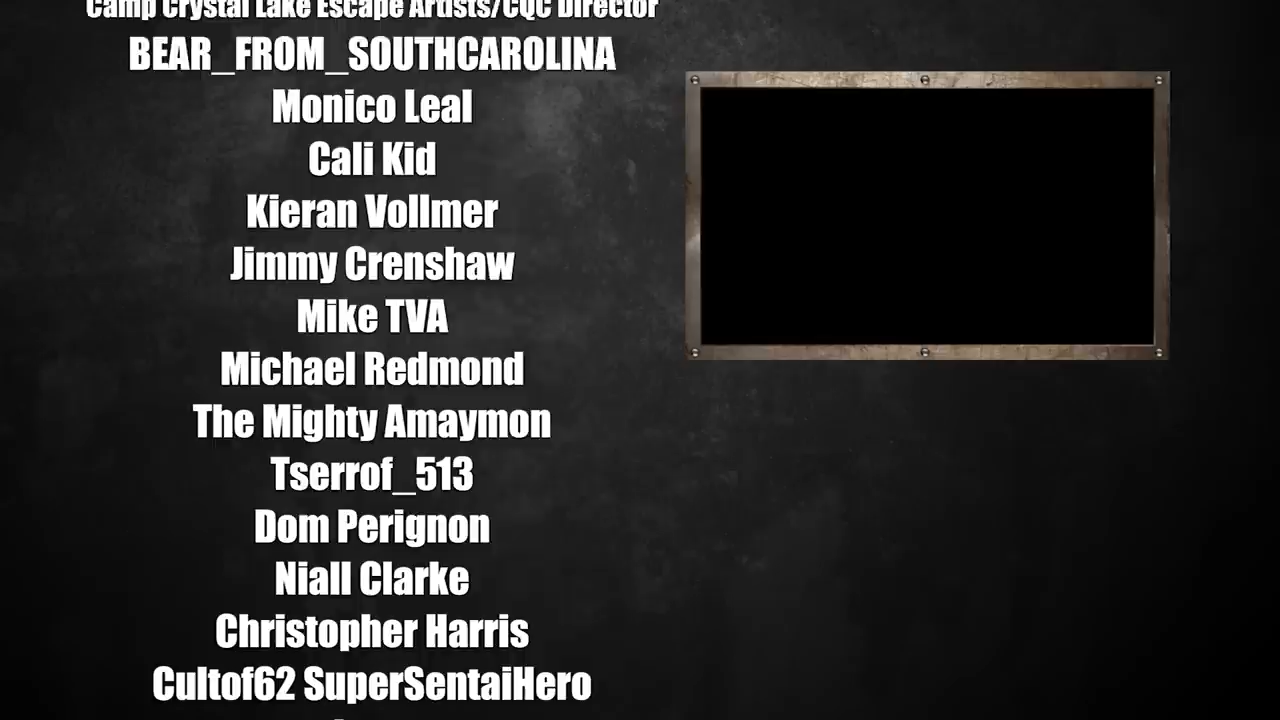 Camp Crystal Lake Escape Artists/CQC Director
BEAR_FROM_SOUTHCAROLINA
Monico Leal
Cali Kid
Kieran Vollmer
Jimmy Crenshaw
Mike TVA
Michael Redmond
The Mighty Amaymon
Tserrof_513
Dom Perignon
Niall Clarke
Christopher Harris
Cultof62 SuperSentaiHero